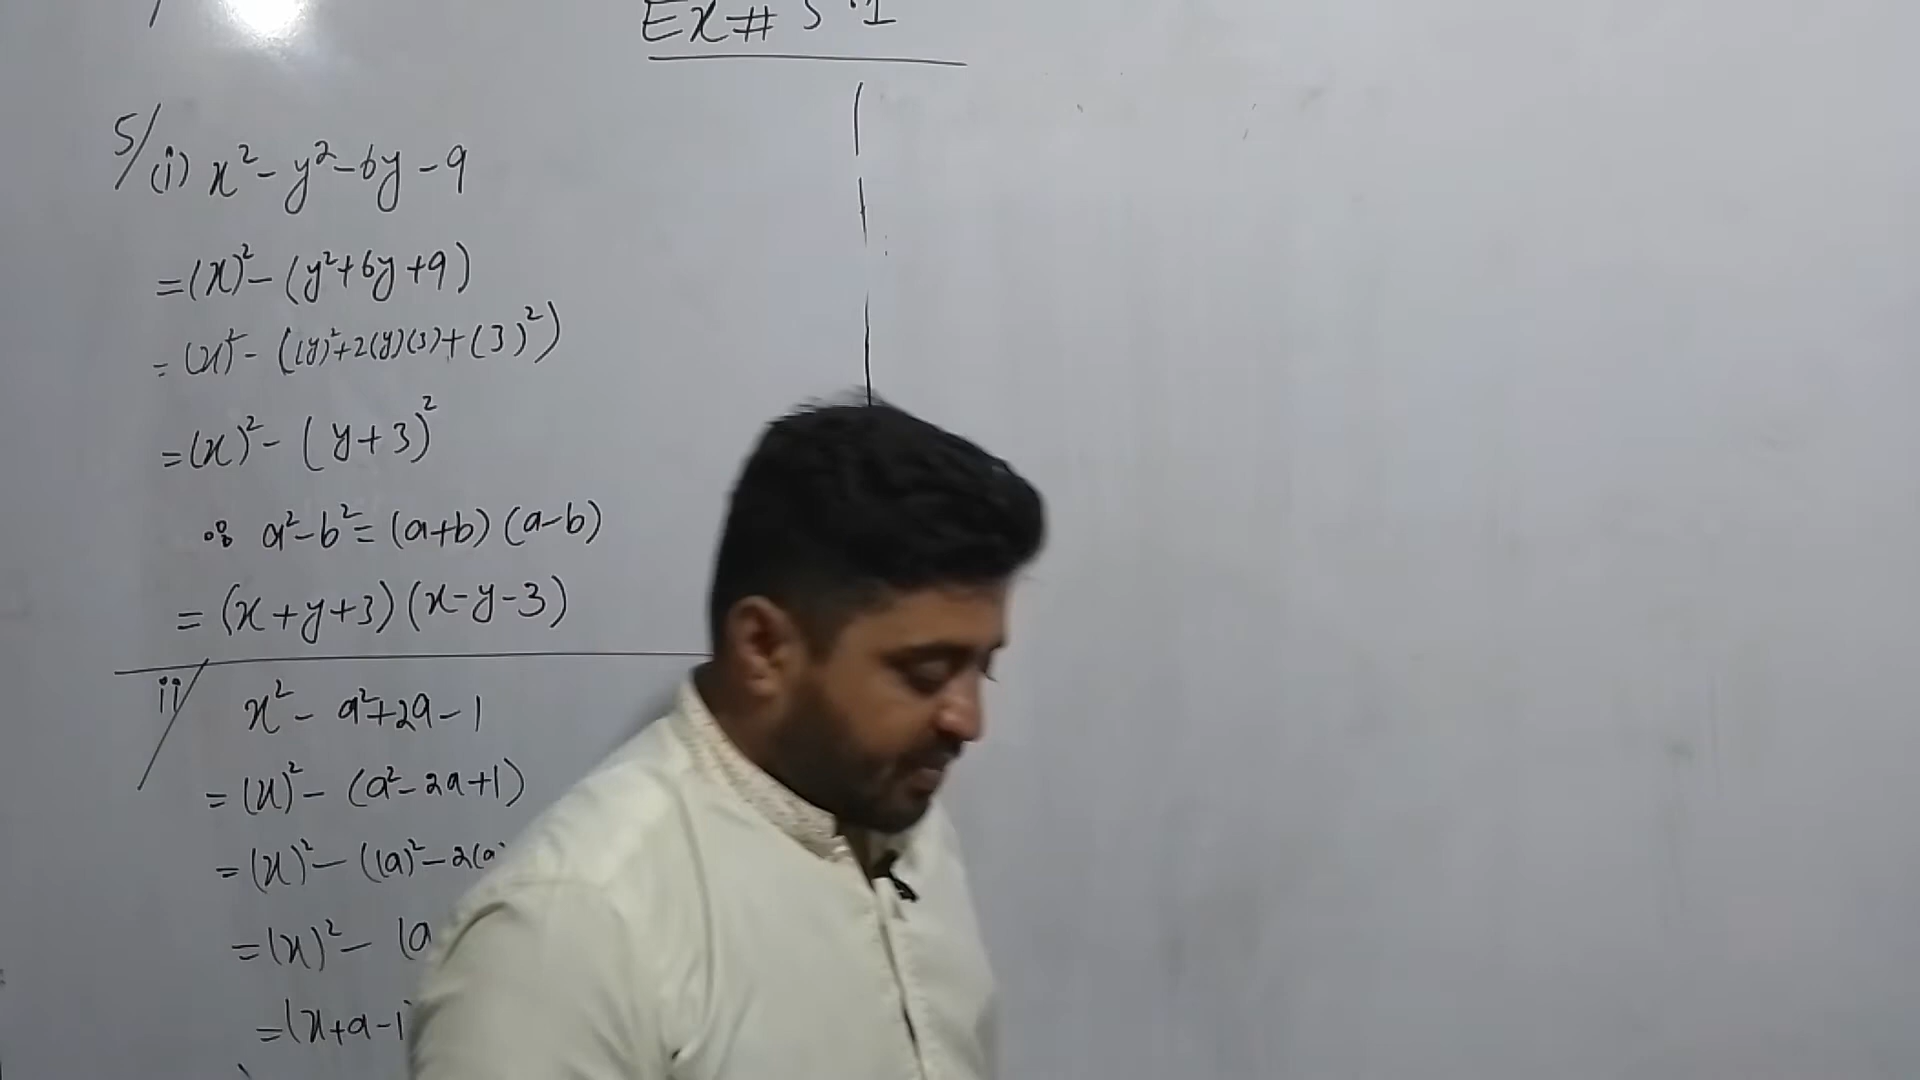 Ex# 5.1
5/(i) x²-y²-6y-9
=(x)²-(y²+6y+9)
=(x)²-((y)²+2(y)(3)+(3)²)
=(x)²-(y+3)²
∵ a²-b²=(a+b)(a-b)
=(x+y+3)(x-y-3)
ii/ x²-a²+2a-1
=(x)²-(a²-2a+1)
=(x)²-((a)²-2(a
=(x)²-(a
=(x+a-1)